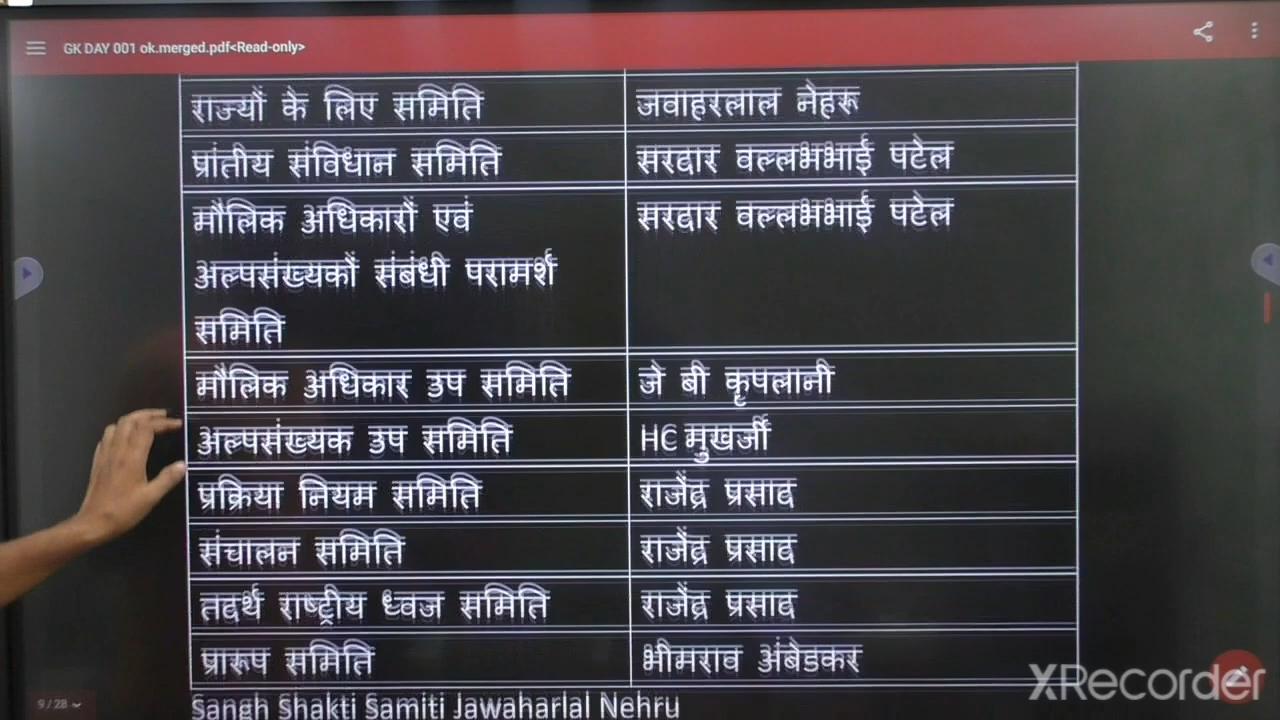 GK DAY 001 ok.merged.pdf<Read-only>
राज्यों के लिए समिति जवाहरलाल नेहरू
प्रांतीय संविधान समिति सरदार वल्लभभाई पटेल
मौलिक अधिकारों एवं सरदार वल्लभभाई पटेल
अल्पसंख्यकों संबंधी परामर्श
समिति
मौलिक अधिकार उप समिति जे बी कृपलानी
अल्पसंख्यक उप समिति HC मुखर्जी
प्रक्रिया नियम समिति राजेंद्र प्रसाद
संचालन समिति राजेंद्र प्रसाद
तदर्थ राष्ट्रीय ध्वज समिति राजेंद्र प्रसाद
प्रारूप समिति भीमराव अंबेडकर
Sangh Shakti Samiti Jawaharlal Nehru
9/28
XRecorder